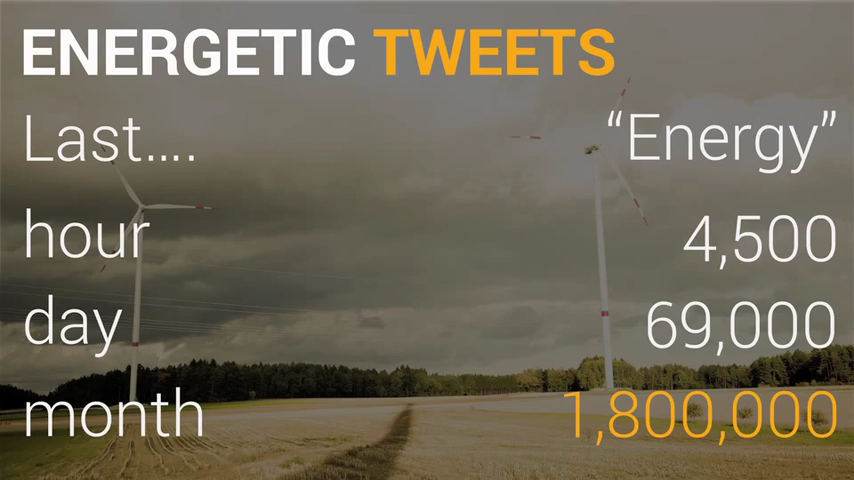 ENERGETIC TWEETS
Last.... “Energy”
hour 4,500
day 69,000
month 1,800,000